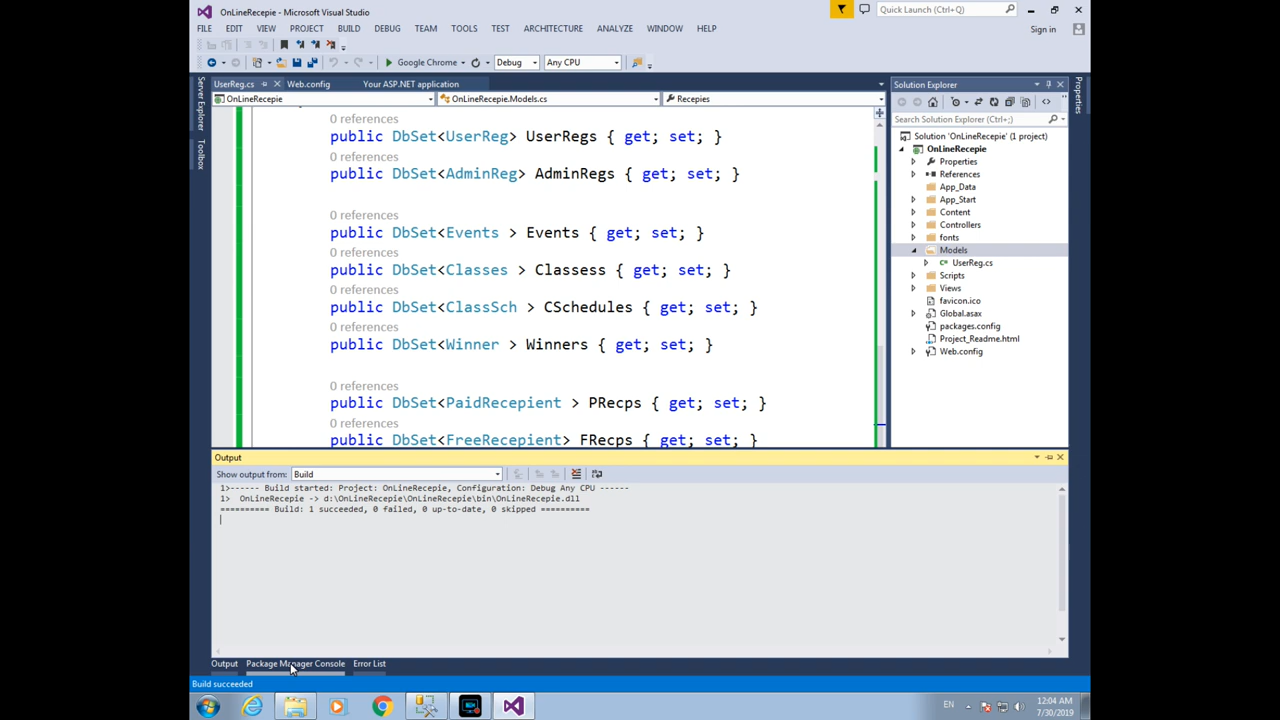 OnLineRecepie - Microsoft Visual Studio
Quick Launch (Ctrl+Q)
FILE EDIT VIEW PROJECT BUILD DEBUG TEAM TOOLS TEST ARCHITECTURE ANALYZE WINDOW HELP
Sign in
Google Chrome Debug Any CPU
UserReg.cs Web.config Your ASP.NET application
OnLineRecepie OnLineRecepie.Models.cs Recepies
Server Explorer
Toolbox
0 references
public DbSet<UserReg> UserRegs { get; set; }
0 references
public DbSet<AdminReg> AdminRegs { get; set; }
0 references
public DbSet<Events > Events { get; set; }
0 references
public DbSet<Classes > Classess { get; set; }
0 references
public DbSet<ClassSch > CSchedules { get; set; }
0 references
public DbSet<Winner > Winners { get; set; }
0 references
public DbSet<PaidRecepient > PRecps { get; set; }
0 references
public DbSet<FreeRecepient> FRecps { get; set; }
Solution Explorer
Search Solution Explorer (Ctrl+;)
Solution 'OnLineRecepie' (1 project)
OnLineRecepie
Properties
References
App_Data
App_Start
Content
Controllers
fonts
Models
UserReg.cs
Scripts
Views
favicon.ico
Global.asax
packages.config
Project_Readme.html
Web.config
Properties
Output
Show output from: Build
1>------ Build started: Project: OnLineRecepie, Configuration: Debug Any CPU ------
1> OnLineRecepie -> d:\OnLineRecepie\OnLineRecepie\bin\OnLineRecepie.dll
========== Build: 1 succeeded, 0 failed, 0 up-to-date, 0 skipped ==========
Output Package Manager Console Error List
Build succeeded
EN
12:04 AM
7/30/2019